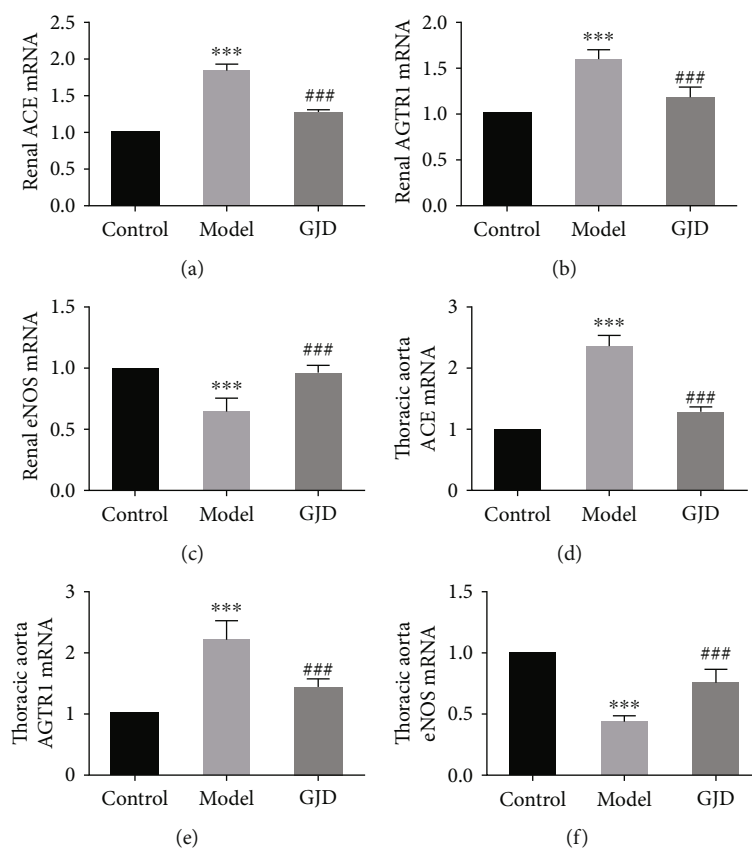 Renal ACE mRNA
2.5
2.0
1.5
1.0
0.5
0.0
***
###
Control Model GJD
(a)
Renal AGTR1 mRNA
2.0
1.5
1.0
0.5
0.0
***
###
Control Model GJD
(b)
Renal eNOS mRNA
1.5
1.0
0.5
0.0
***
###
Control Model GJD
(c)
Thoracic aorta
ACE mRNA
3
2
1
0
***
###
Control Model GJD
(d)
Thoracic aorta
AGTR1 mRNA
3
2
1
0
***
###
Control Model GJD
(e)
Thoracic aorta
eNOS mRNA
1.5
1.0
0.5
0.0
***
###
Control Model GJD
(f)